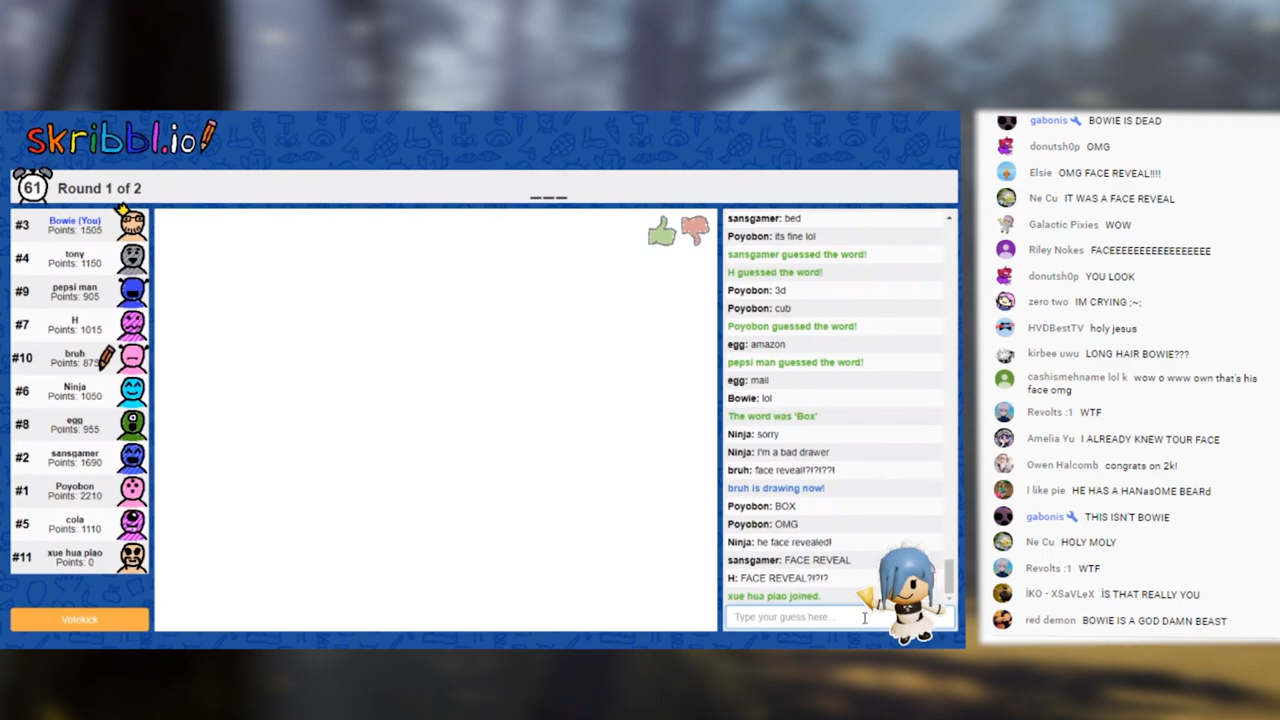 skribbl.io
61
Round 1 of 2
_ _ _
#3 Bowie (You)
Points: 1505
#4 tony
Points: 1150
#9 pepsi man
Points: 905
#7 H
Points: 1015
#10 bruh
Points: 875
#6 Ninja
Points: 1050
#8 egg
Points: 955
#2 sansgamer
Points: 1690
#1 Poyobon
Points: 2210
#5 cola
Points: 1110
#11 xue hua piao
Points: 0
Votekick
sansgamer: bed
Poyobon: its fine lol
sansgamer guessed the word!
H guessed the word!
Poyobon: 3d
Poyobon: cub
Poyobon guessed the word!
egg: amazon
pepsi man guessed the word!
egg: mail
Bowie: lol
The word was 'Box'
Ninja: sorry
Ninja: I'm a bad drawer
bruh: face reveal!?!?!?!
bruh is drawing now!
Poyobon: BOX
Poyobon: OMG
Ninja: he face revealed!
sansgamer: FACE REVEAL
H: FACE REVEAL?!?!?
xue hua piao joined.
Type your guess here...
gabonis BOWIE IS DEAD
donutsh0p OMG
Elsie OMG FACE REVEAL!!!!
Ne Cu IT WAS A FACE REVEAL
Galactic Pixies WOW
Riley Nokes FACEEEEEEEEEEEEEEEEE
donutsh0p YOU LOOK
zero two IM CRYING ;~;
HVDBestTV holy jesus
kirbee uwu LONG HAIR BOWIE???
cashismehname lol k wow o www own that's his
face omg
Revolts :1 WTF
Amelia Yu I ALREADY KNEW TOUR FACE
Owen Halcomb congrats on 2k!
I like pie HE HAS A HANasOME BEARd
gabonis THIS ISN'T BOWIE
Ne Cu HOLY MOLY
Revolts :1 WTF
İKO - XSaVLeX İS THAT REALLY YOU
red demon BOWIE IS A GOD DAMN BEAST